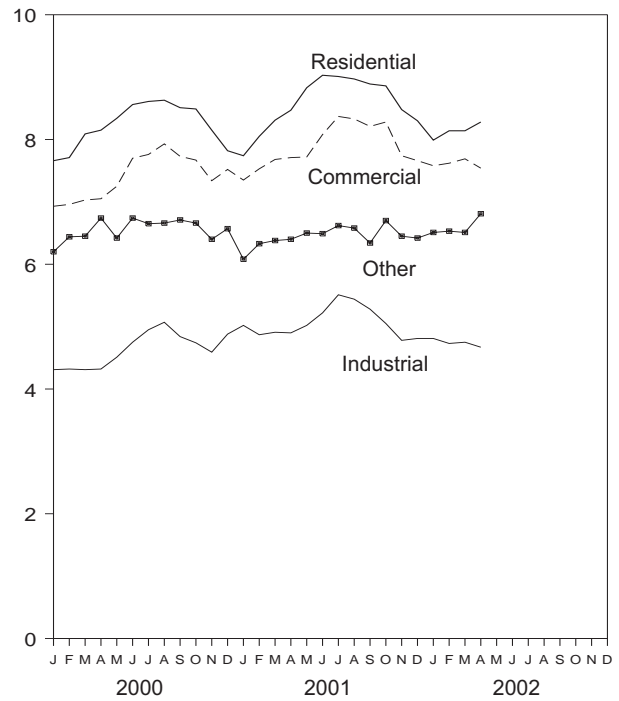 10
Residential
8
Commercial
6
Other
Industrial
4
2
0
J F M A M J J A S O N D J F M A M J J A S O N D J F M A M J J A S O N D
2000 2001 2002